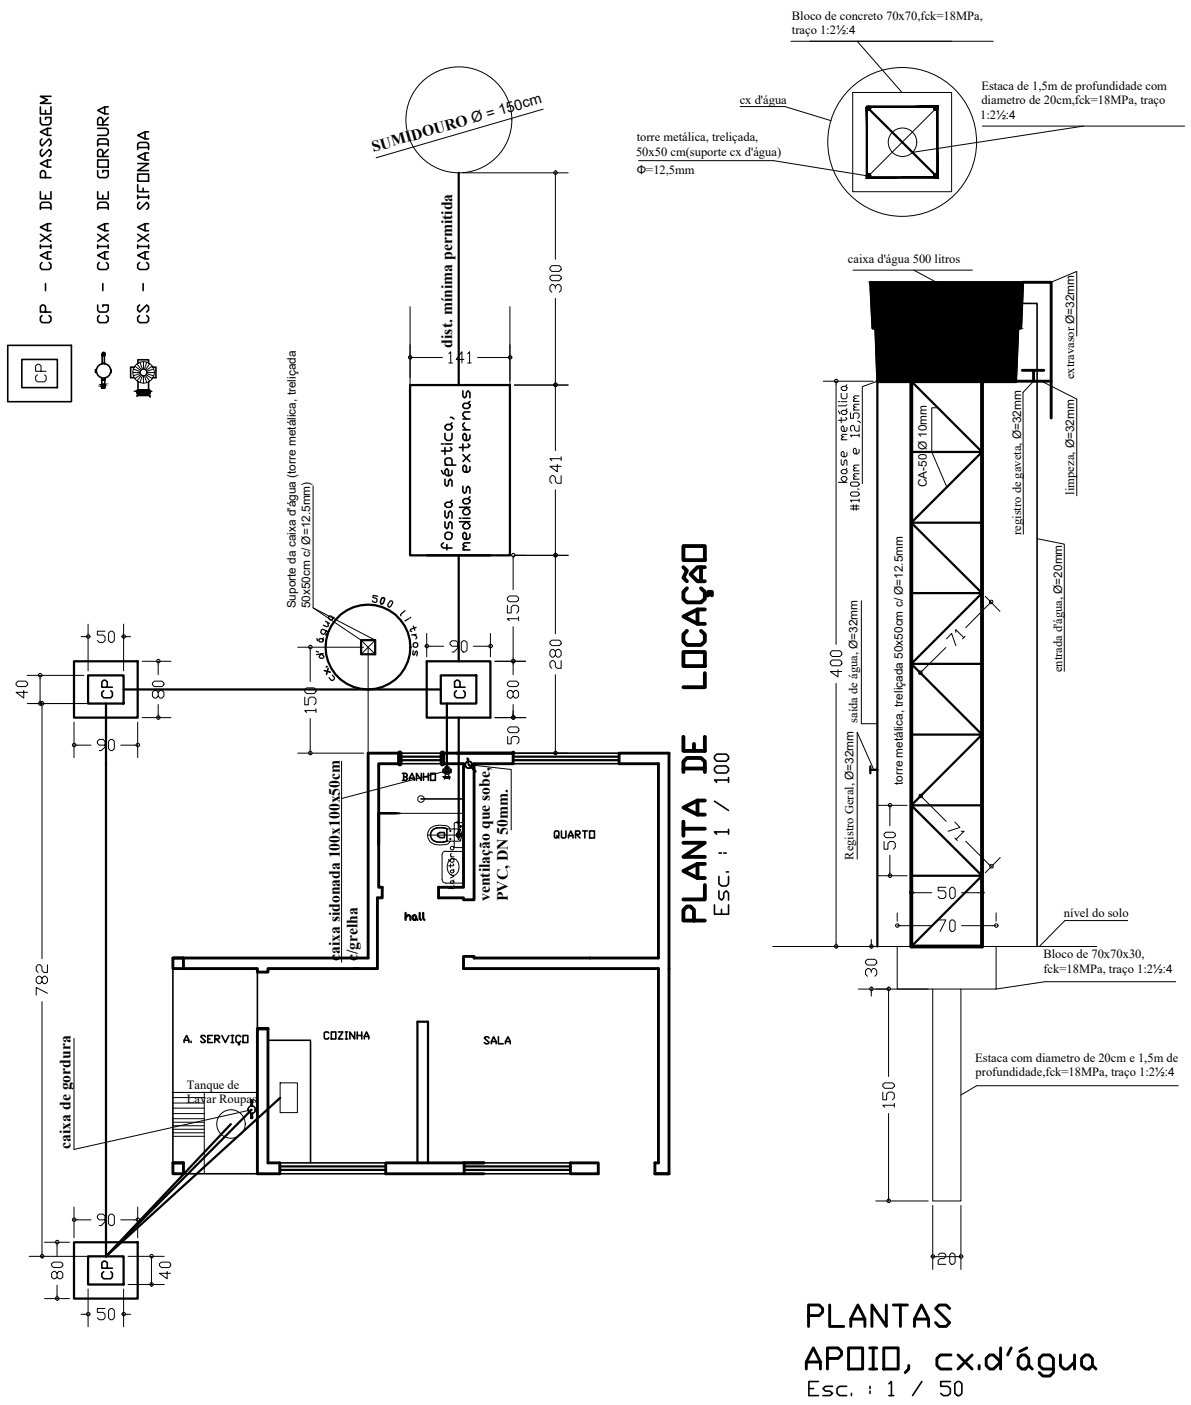 CP - CAIXA DE PASSAGEM
CG - CAIXA DE GORDURA
CS - CAIXA SIFONADA
CP
SUMIDOURO Ø = 150cm
dist. mínima permitida
300
141
fossa séptica,
medidas externas
241
Suporte da caixa d'água (torre metálica, treliçada
50x50cm c/ Ø=12.5mm)
cx. d'água
500 litros
150
280
80
50
90
CP
150
50
40
CP
80
90
782
caixa sidonada 100x100x50cm
c/grelha
BANHO
lavatório
ventilação que sobe,
PVC, DN 50mm.
QUARTO
hall
A. SERVIÇO
COZINHA
SALA
Tanque de
Lavar Roupas
caixa de gordura
90
80
CP
40
50
PLANTA DE LOCAÇÃO
Esc. : 1 / 100
Bloco de concreto 70x70,fck=18MPa,
traço 1:2½:4
cx d'água
Estaca de 1,5m de profundidade com
diametro de 20cm,fck=18MPa, traço
1:2½:4
torre metálica, treliçada,
50x50 cm(suporte cx d'água)
Φ=12,5mm
caixa d'água 500 litros
extravasor Ø=32mm
base metálica
#10.0mm e 12,5mm
CA-50 Ø 10mm
registro de gaveta, Ø=32mm
limpeza, Ø=32mm
400
saída de água, Ø=32mm
torre metálica, treliçada 50x50cm c/ Ø=12.5mm
entrada d'água, Ø=20mm
71
Registro Geral, Ø=32mm
50
71
50
70
nível do solo
30
Bloco de 70x70x30,
fck=18MPa, traço 1:2½:4
150
Estaca com diametro de 20cm e 1,5m de
profundidade,fck=18MPa, traço 1:2½:4
20
PLANTAS
APOIO, cx.d'água
Esc. : 1 / 50